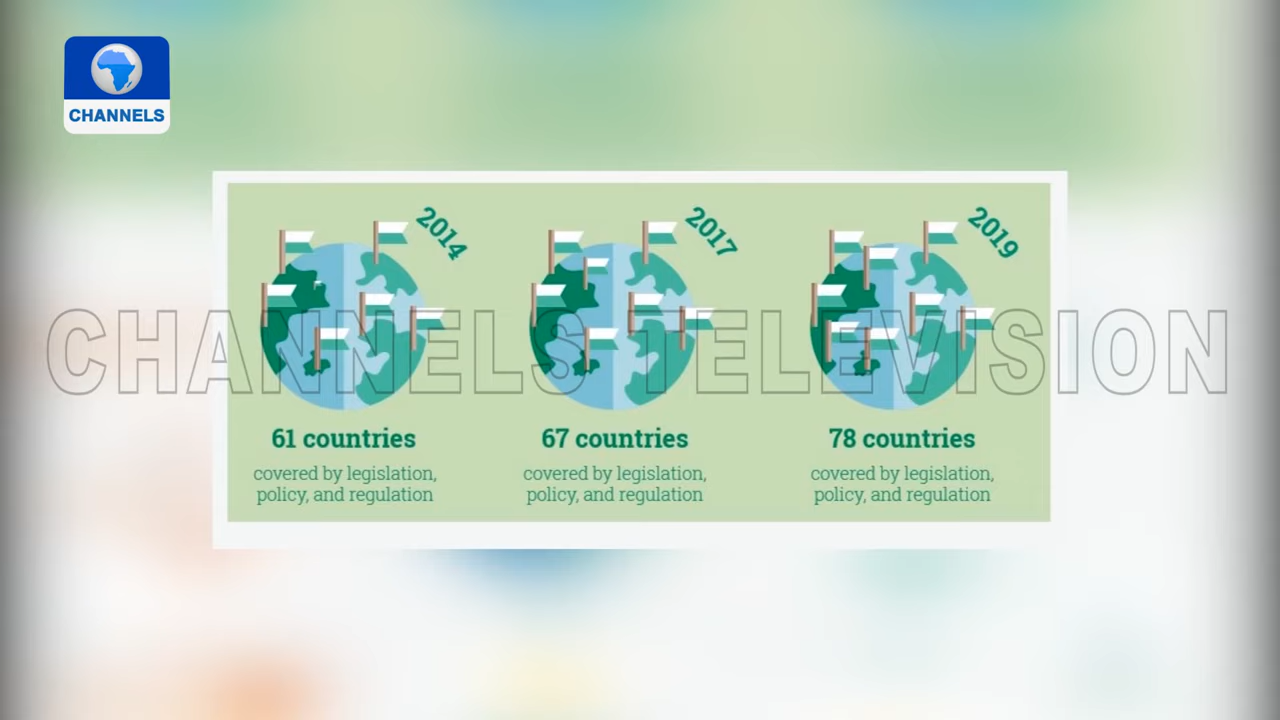 CHANNELS
2014
2017
2019
CHANNELS TELEVISION
61 countries
covered by legislation,
policy, and regulation
67 countries
covered by legislation,
policy, and regulation
78 countries
covered by legislation,
policy, and regulation